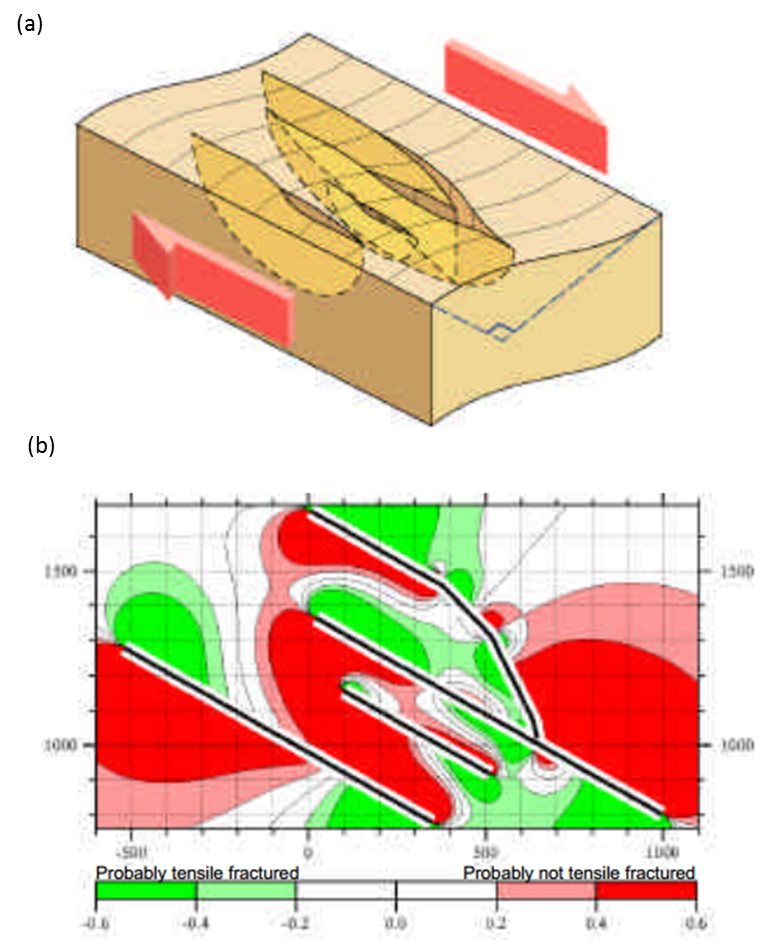 (a)
(b)
1500 1500
1000 1000
-500 0 500 1000
Probably tensile fractured Probably not tensile fractured
-0.6 -0.4 -0.2 0.0 0.2 0.4 0.6